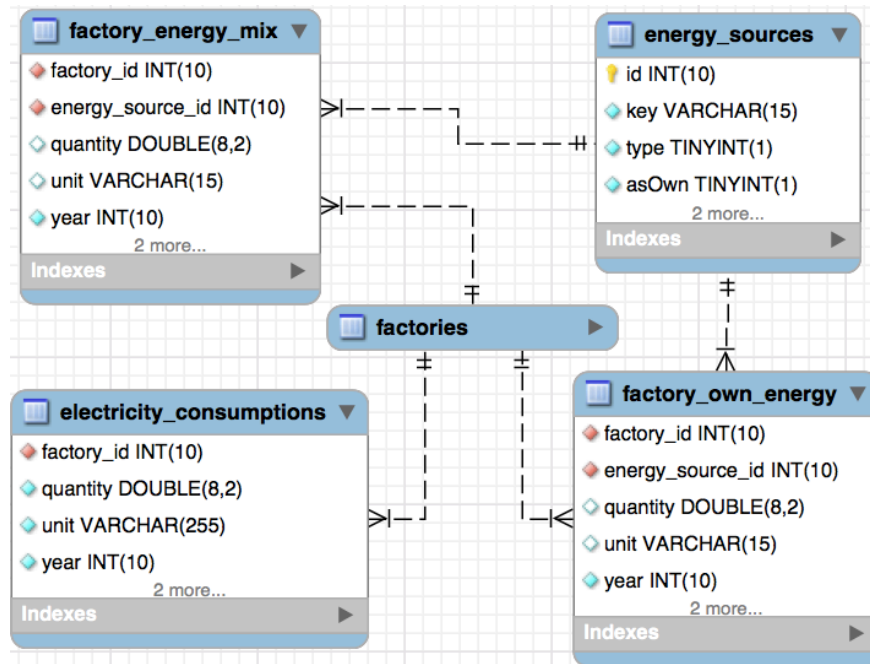 factory_energy_mix
factory_id INT(10)
energy_source_id INT(10)
quantity DOUBLE(8,2)
unit VARCHAR(15)
year INT(10)
2 more...
Indexes
energy_sources
id INT(10)
key VARCHAR(15)
type TINYINT(1)
asOwn TINYINT(1)
2 more...
Indexes
factories
electricity_consumptions
factory_id INT(10)
quantity DOUBLE(8,2)
unit VARCHAR(255)
year INT(10)
2 more...
Indexes
factory_own_energy
factory_id INT(10)
energy_source_id INT(10)
quantity DOUBLE(8,2)
unit VARCHAR(15)
year INT(10)
2 more...
Indexes